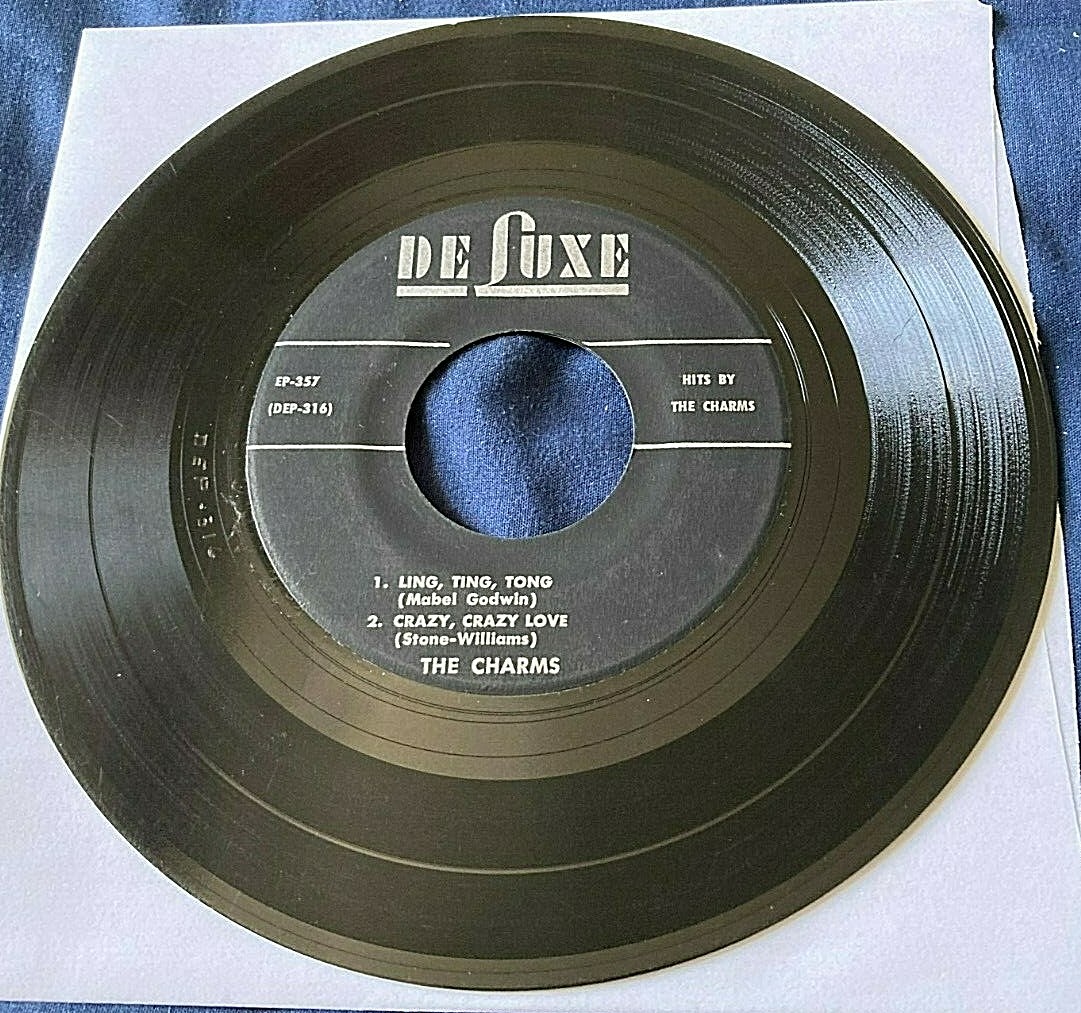 DE LUXE
EP-357
(DEP-316)
HITS BY
THE CHARMS
1. LING, TING, TONG
(Mabel Godwin)
2. CRAZY, CRAZY LOVE
(Stone-Williams)
THE CHARMS